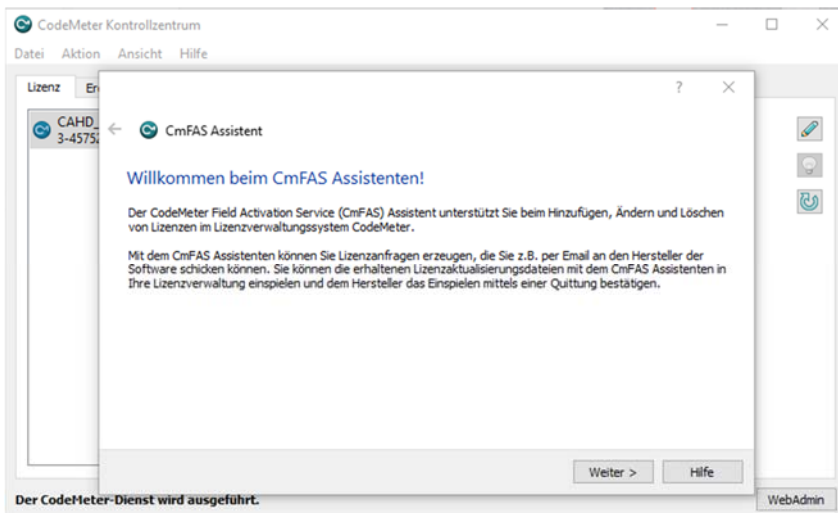 CodeMeter Kontrollzentrum
Datei Aktion Ansicht Hilfe
Lizenz
CAHD_
CmFAS Assistent
Willkommen beim CmFAS Assistenten!
Der CodeMeter Field Activation Service (CmFAS) Assistent unterstützt Sie beim Hinzufügen, Ändern und Löschen
von Lizenzen im Lizenzverwaltungssystem CodeMeter.
Mit dem CmFAS Assistenten können Sie Lizenzanfragen erzeugen, die Sie z.B. per Email an den Hersteller der
Software schicken können. Sie können die erhaltenen Lizenzaktualisierungsdateien mit dem CmFAS Assistenten in
Ihre Lizenzverwaltung einspielen und dem Hersteller das Einspielen mittels einer Quittung bestätigen.
Weiter > Hilfe
Der CodeMeter-Dienst wird ausgeführt. WebAdmin